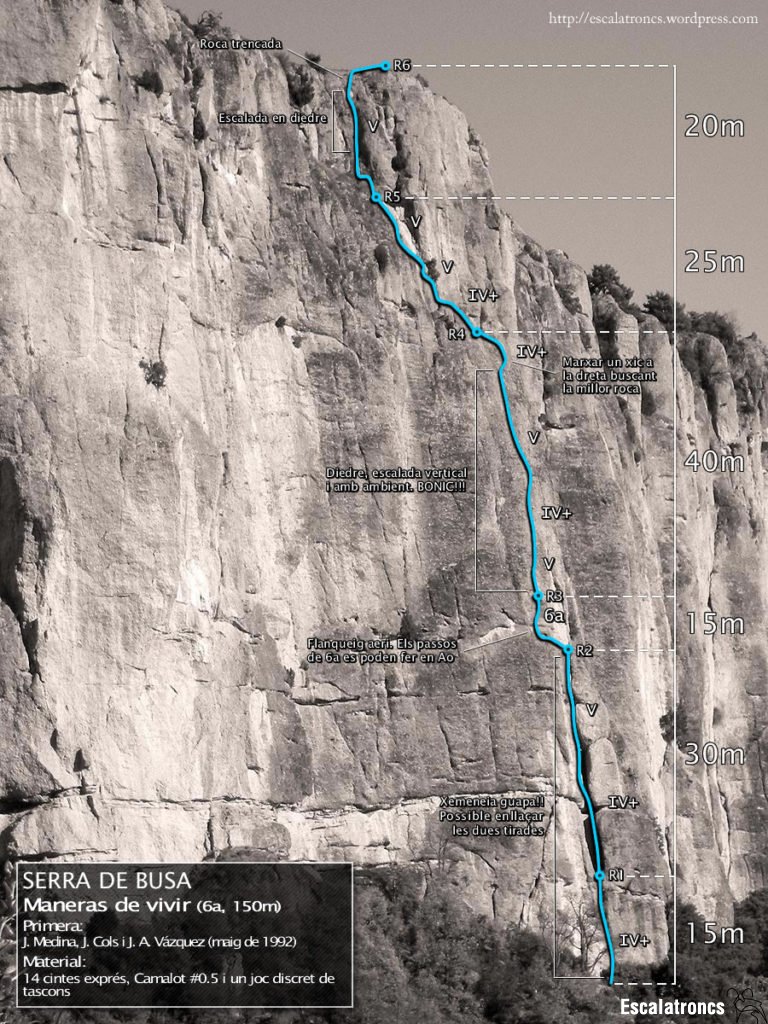 http://escalatroncs.wordpress.com
Roca trencada
R6
Escalada en diedre
V
20m
R5
V
25m
V
IV+
R4
IV+
Marxar un xic a
la dreta buscant
la millor roca
V
40m
Diedre, escalada vertical
i amb ambient. BONIC!!!
IV+
V
R3
6a
15m
Flanqueig aeri. Els passos
de 6a es poden fer en Ao
R2
V
30m
Xemeneia guapa!!
Possible enllaçar
les dues tirades
IV+
R1
IV+
15m
SERRA DE BUSA
Maneras de vivir (6a, 150m)
Primera:
J. Medina, J. Cols i J. A. Vázquez (maig de 1992)
Material:
14 cintes exprés, Camalot #0.5 i un joc discret de
tascons
Escalatroncs